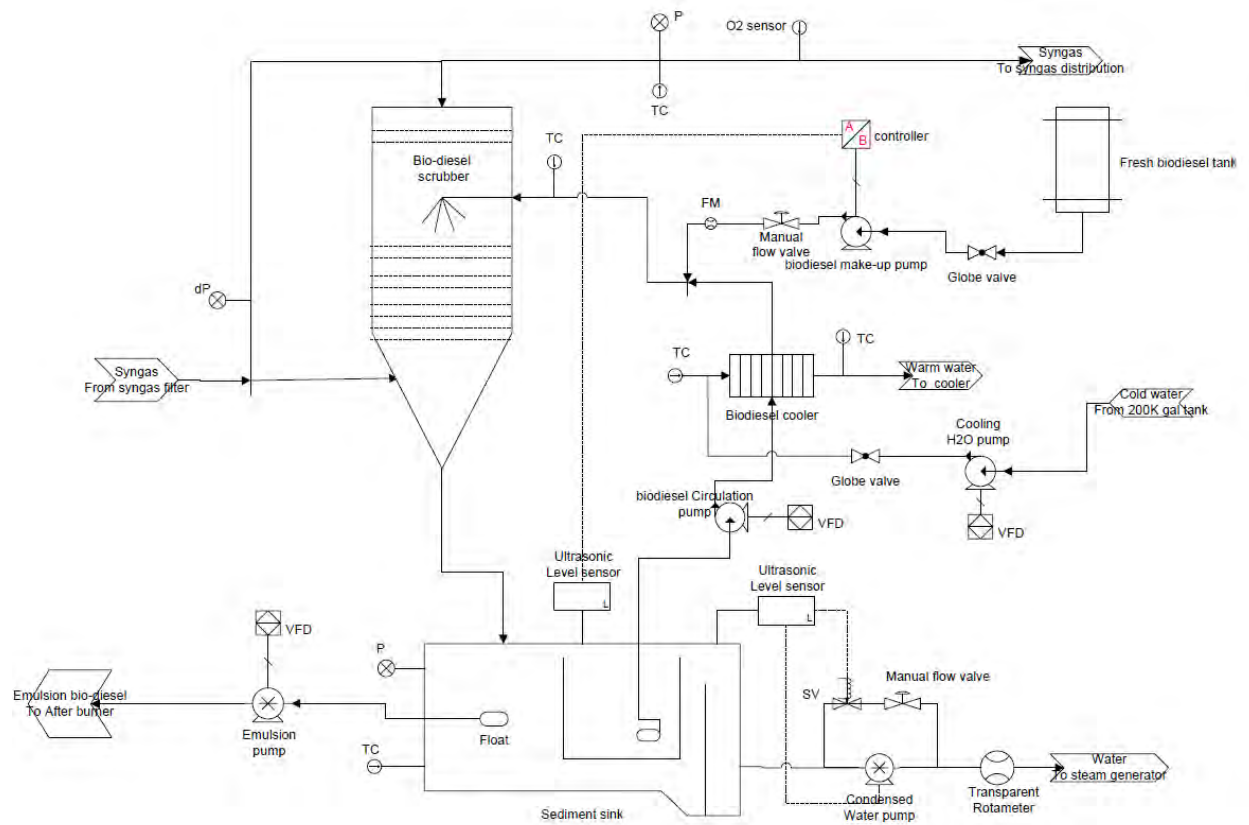 P
O2 sensor
Syngas
To syngas distribution
TC
TC
A
B
controller
Bio-diesel
scrubber
Fresh biodiesel tank
FM
Manual
flow valve
biodiesel make-up pump
Globe valve
dP
TC
TC
Syngas
From syngas filter
Warm water
To cooler
Biodiesel cooler
Cold water
From 200K gal tank
Cooling
H2O pump
Globe valve
biodiesel Circulation
pump
VFD
VFD
Ultrasonic
Level sensor
L
Ultrasonic
Level sensor
L
VFD
P
Emulsion bio-diesel
To After burner
Emulsion
pump
Float
SV
Manual flow valve
TC
Water
To steam generator
Condensed
Water pump
Transparent
Rotameter
Sediment sink